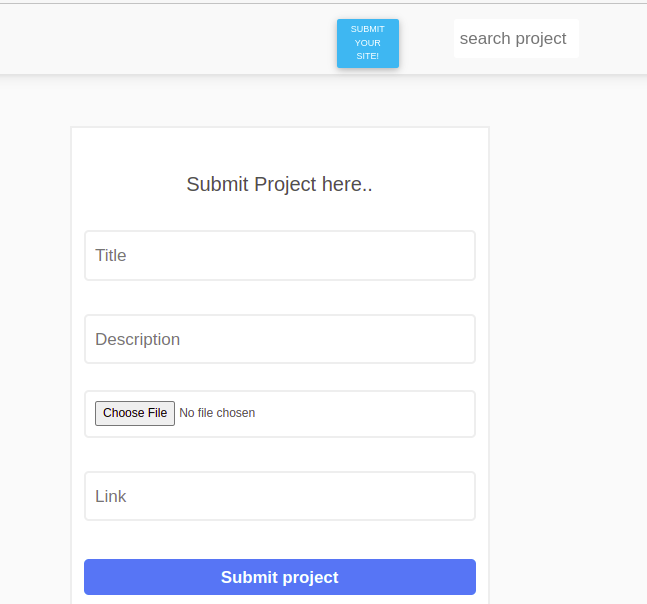 SUBMIT
YOUR
SITE!
search project
Submit Project here..
Title
Description
Choose File No file chosen
Link
Submit project